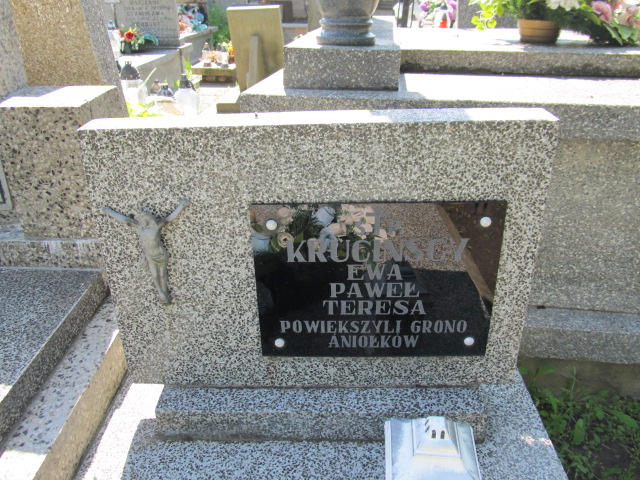 KRUCIŃSCY
EWA
PAWEŁ
TERESA
POWIEKSZYLI GRONO
ANIOŁKÓW